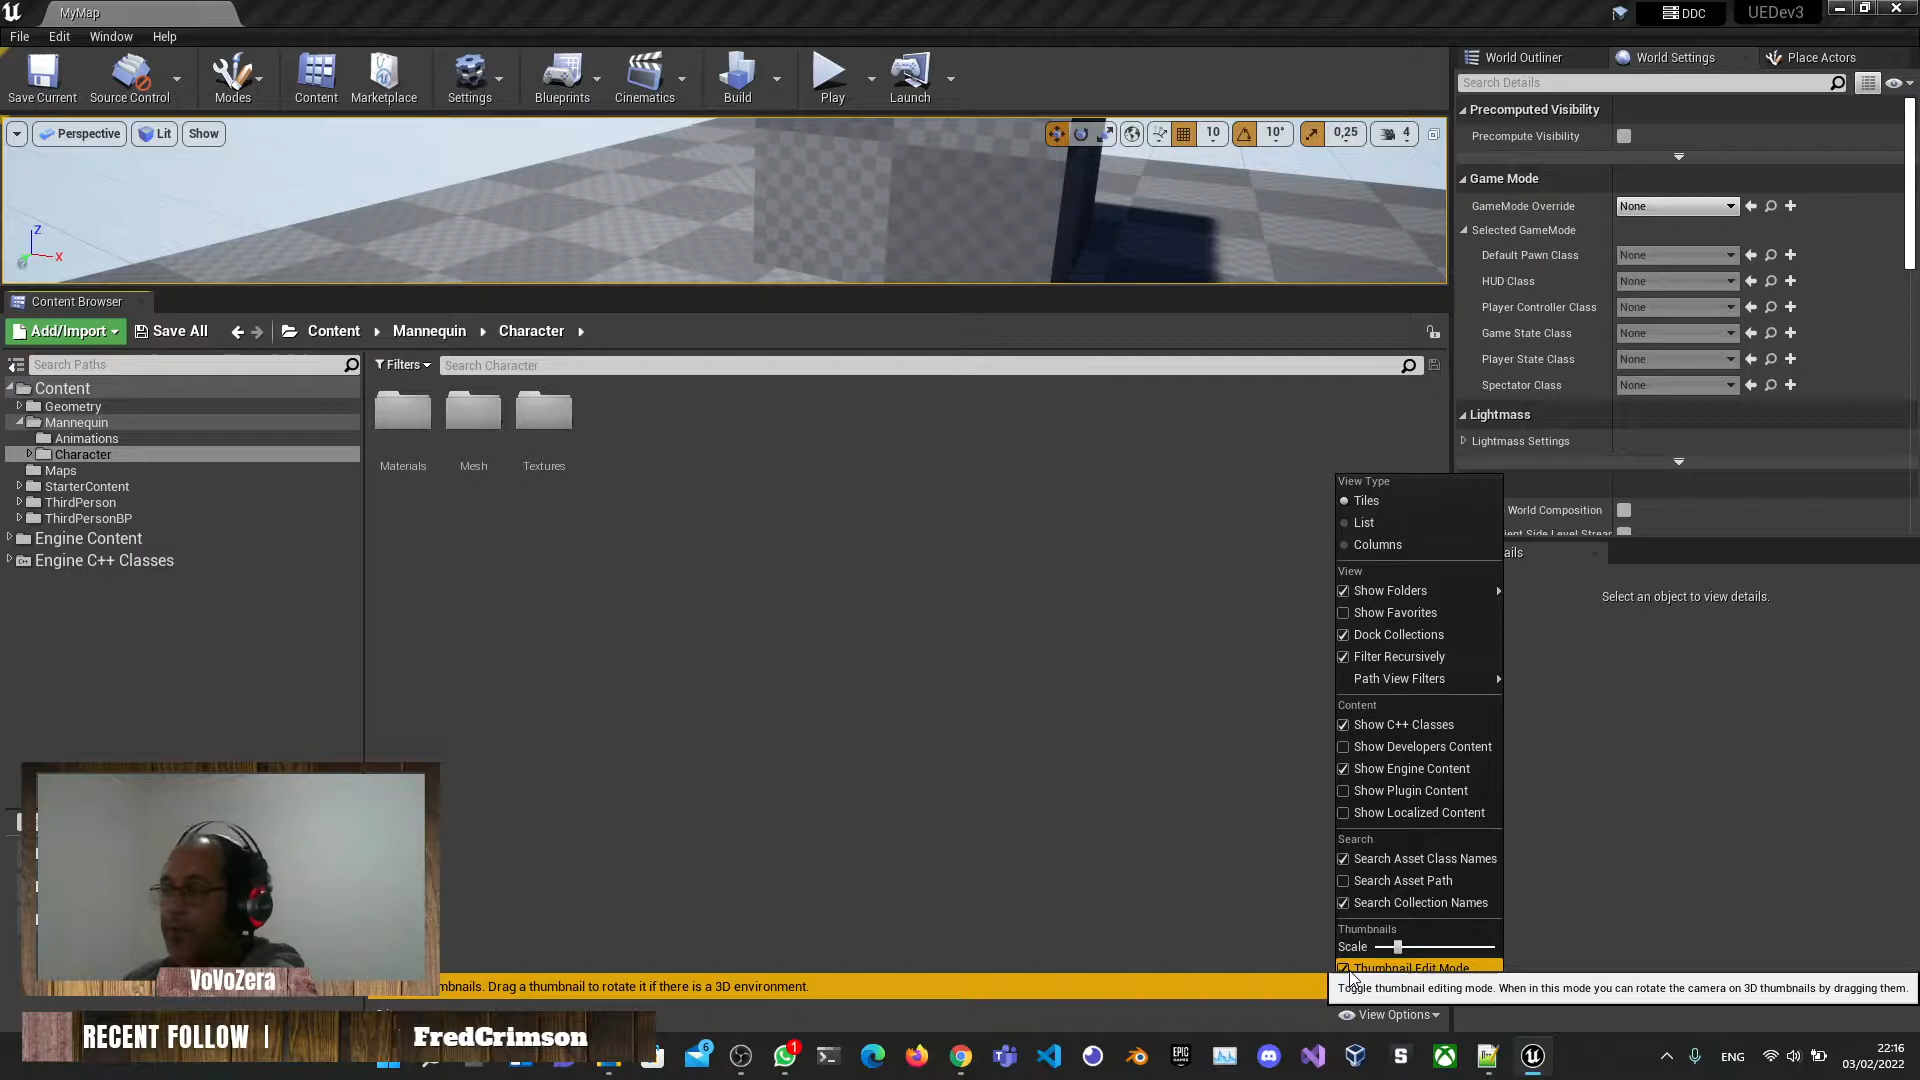 MyMap
DDC
UEDev3
File Edit Window Help
Save Current
Source Control
Modes
Content
Marketplace
Settings
Blueprints
Cinematics
Build
Play
Launch
World Outliner
World Settings
Place Actors
Search Details
Precomputed Visibility
Precompute Visibility
Game Mode
GameMode Override None
Selected GameMode
Default Pawn Class None
HUD Class None
Player Controller Class None
Game State Class None
Player State Class None
Spectator Class None
Lightmass
Lightmass Settings
World Composition
ails
Select an object to view details.
Perspective Lit Show
10 10° 0,25 4
Z
X
Content Browser
Add/Import Save All Content Mannequin Character
Search Paths
Filters Search Character
Content
Geometry
Mannequin
Animations
Character
Maps
StarterContent
ThirdPerson
ThirdPersonBP
Engine Content
Engine C++ Classes
Materials Mesh Textures
View Type
Tiles
List
Columns
View
Show Folders
Show Favorites
Dock Collections
Filter Recursively
Path View Filters
Content
Show C++ Classes
Show Developers Content
Show Engine Content
Show Plugin Content
Show Localized Content
Search
Search Asset Class Names
Search Asset Path
Search Collection Names
Thumbnails
Scale
Thumbnail Edit Mode
Toggle thumbnail editing mode. When in this mode you can rotate the camera on 3D thumbnails by dragging them.
mbnails. Drag a thumbnail to rotate it if there is a 3D environment.
View Options
VoVoZera
RECENT FOLLOW
FredCrimson
6
1
EPIC GAMES
S
ENG
22:16
03/02/2022